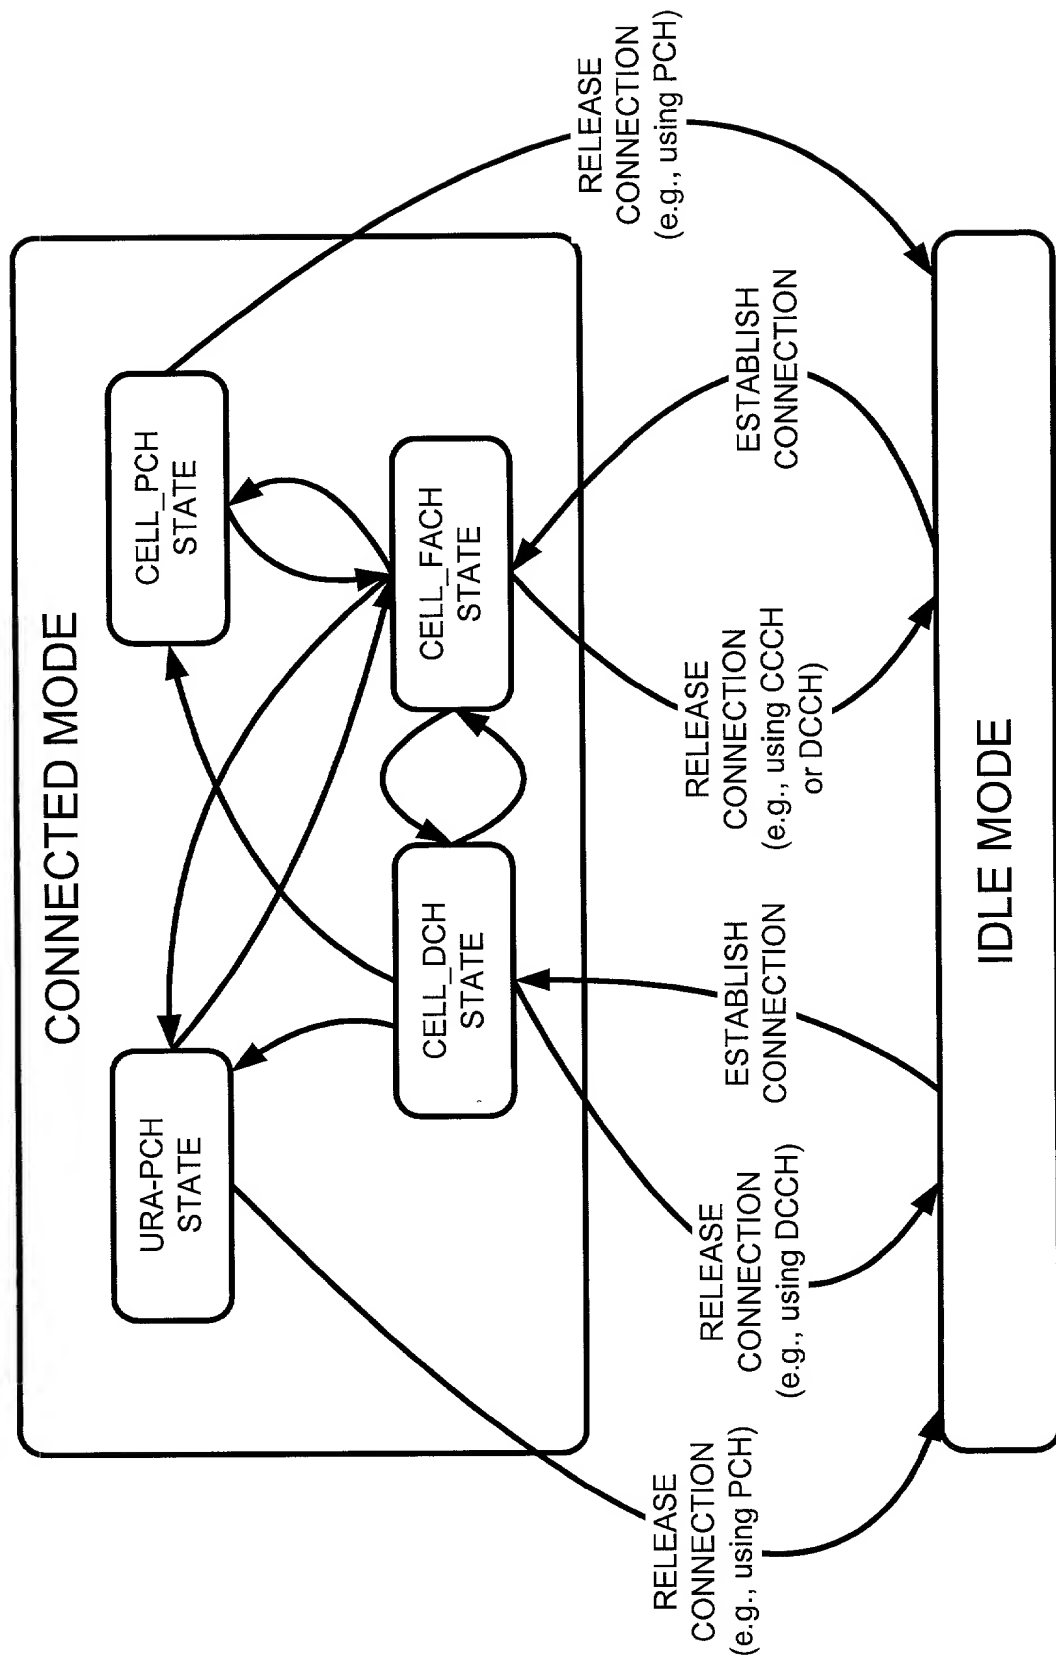 CONNECTED MODE
URA-PCH
STATE
CELL_PCH
STATE
CELL_DCH
STATE
CELL_FACH
STATE
RELEASE
CONNECTION
(e.g., using PCH)
RELEASE
CONNECTION
(e.g., using DCCH)
ESTABLISH
CONNECTION
RELEASE
CONNECTION
(e.g., using CCCH
or DCCH)
ESTABLISH
CONNECTION
RELEASE
CONNECTION
(e.g., using PCH)
IDLE MODE